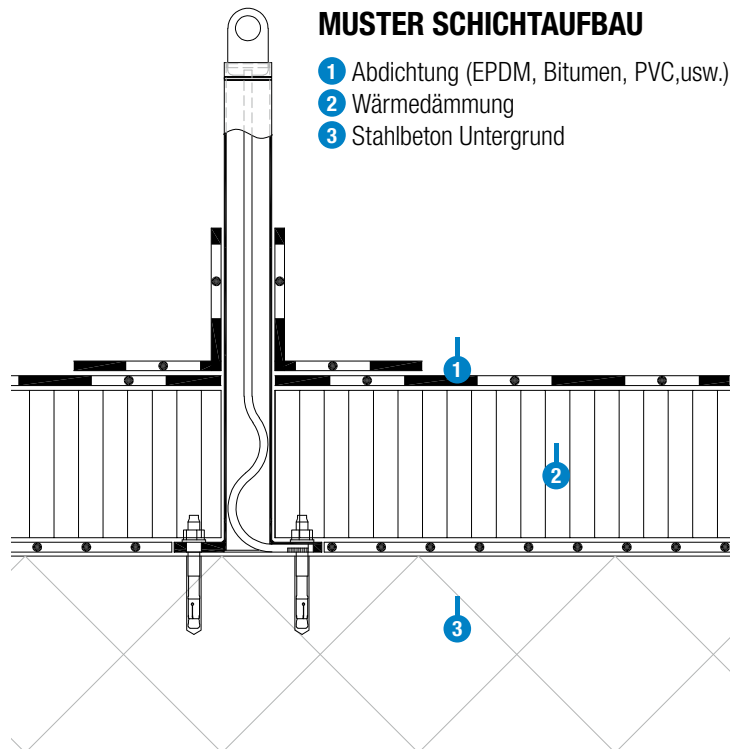 MUSTER SCHICHTAUFBAU
1 Abdichtung (EPDM, Bitumen, PVC,usw.)
2 Wärmedämmung
3 Stahlbeton Untergrund
1
2
3